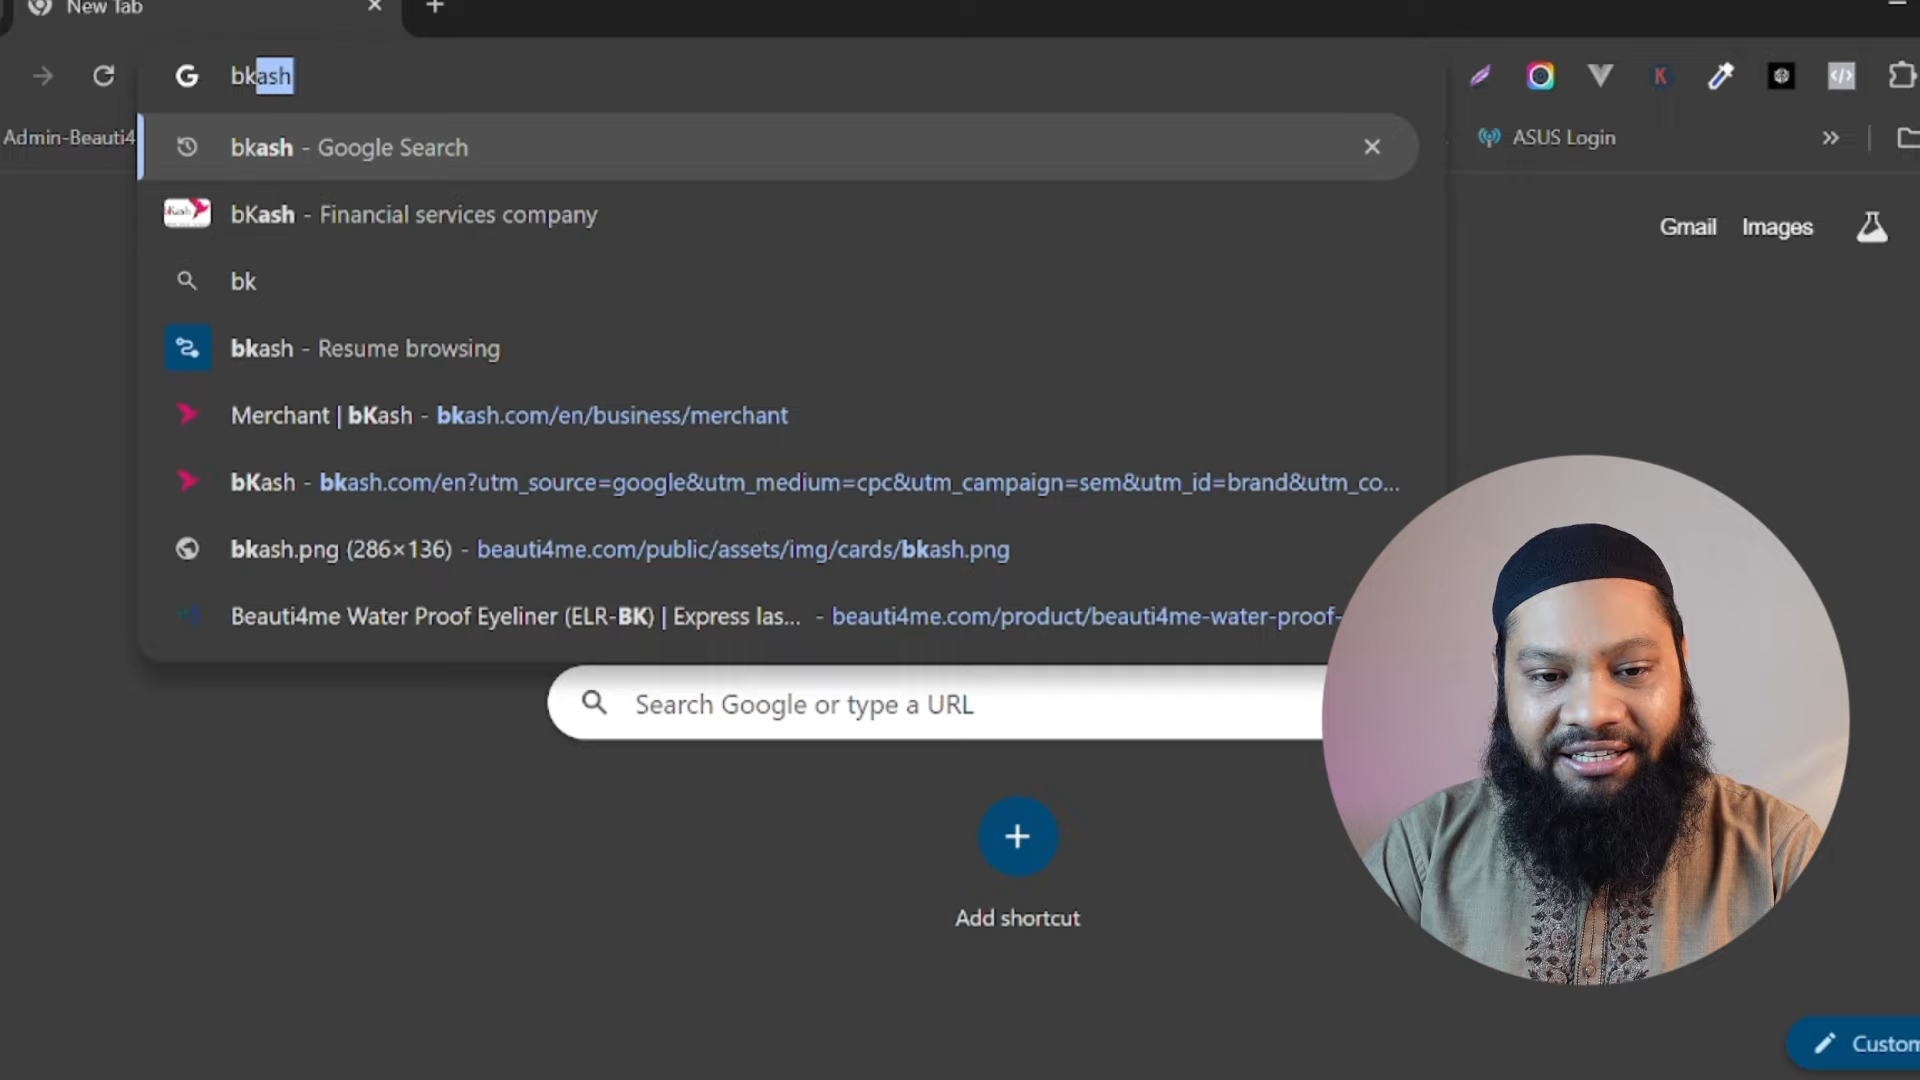 New Tab
bkash
Admin-Beauti4
ASUS Login
bkash - Google Search
bKash - Financial services company
Gmail Images
bk
bkash - Resume browsing
Merchant | bKash - bkash.com/en/business/merchant
bKash - bkash.com/en?utm_source=google&utm_medium=cpc&utm_campaign=sem&utm_id=brand&utm_co...
bkash.png (286×136) - beauti4me.com/public/assets/img/cards/bkash.png
Beauti4me Water Proof Eyeliner (ELR-BK) | Express las... - beauti4me.com/product/beauti4me-water-proof-
Search Google or type a URL
Add shortcut
Custom